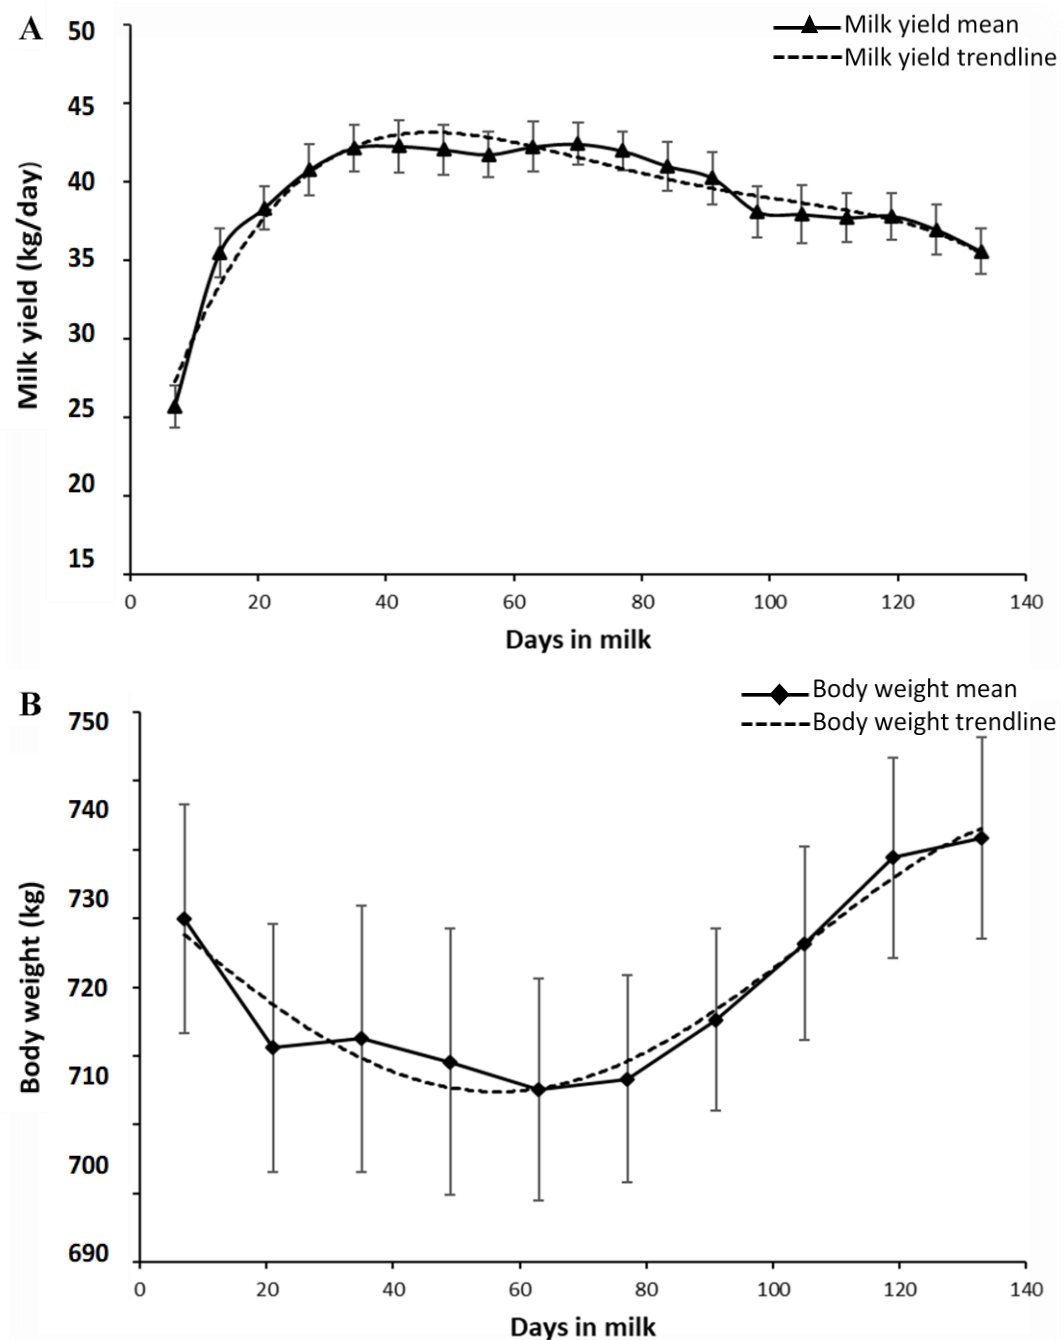 A
Milk yield mean
Milk yield trendline
Milk yield (kg/day)
50
45
40
35
30
25
20
15
0 20 40 60 80 100 120 140
Days in milk
B
Body weight mean
Body weight trendline
Body weight (kg)
750
740
730
720
710
700
690
0 20 40 60 80 100 120 140
Days in milk